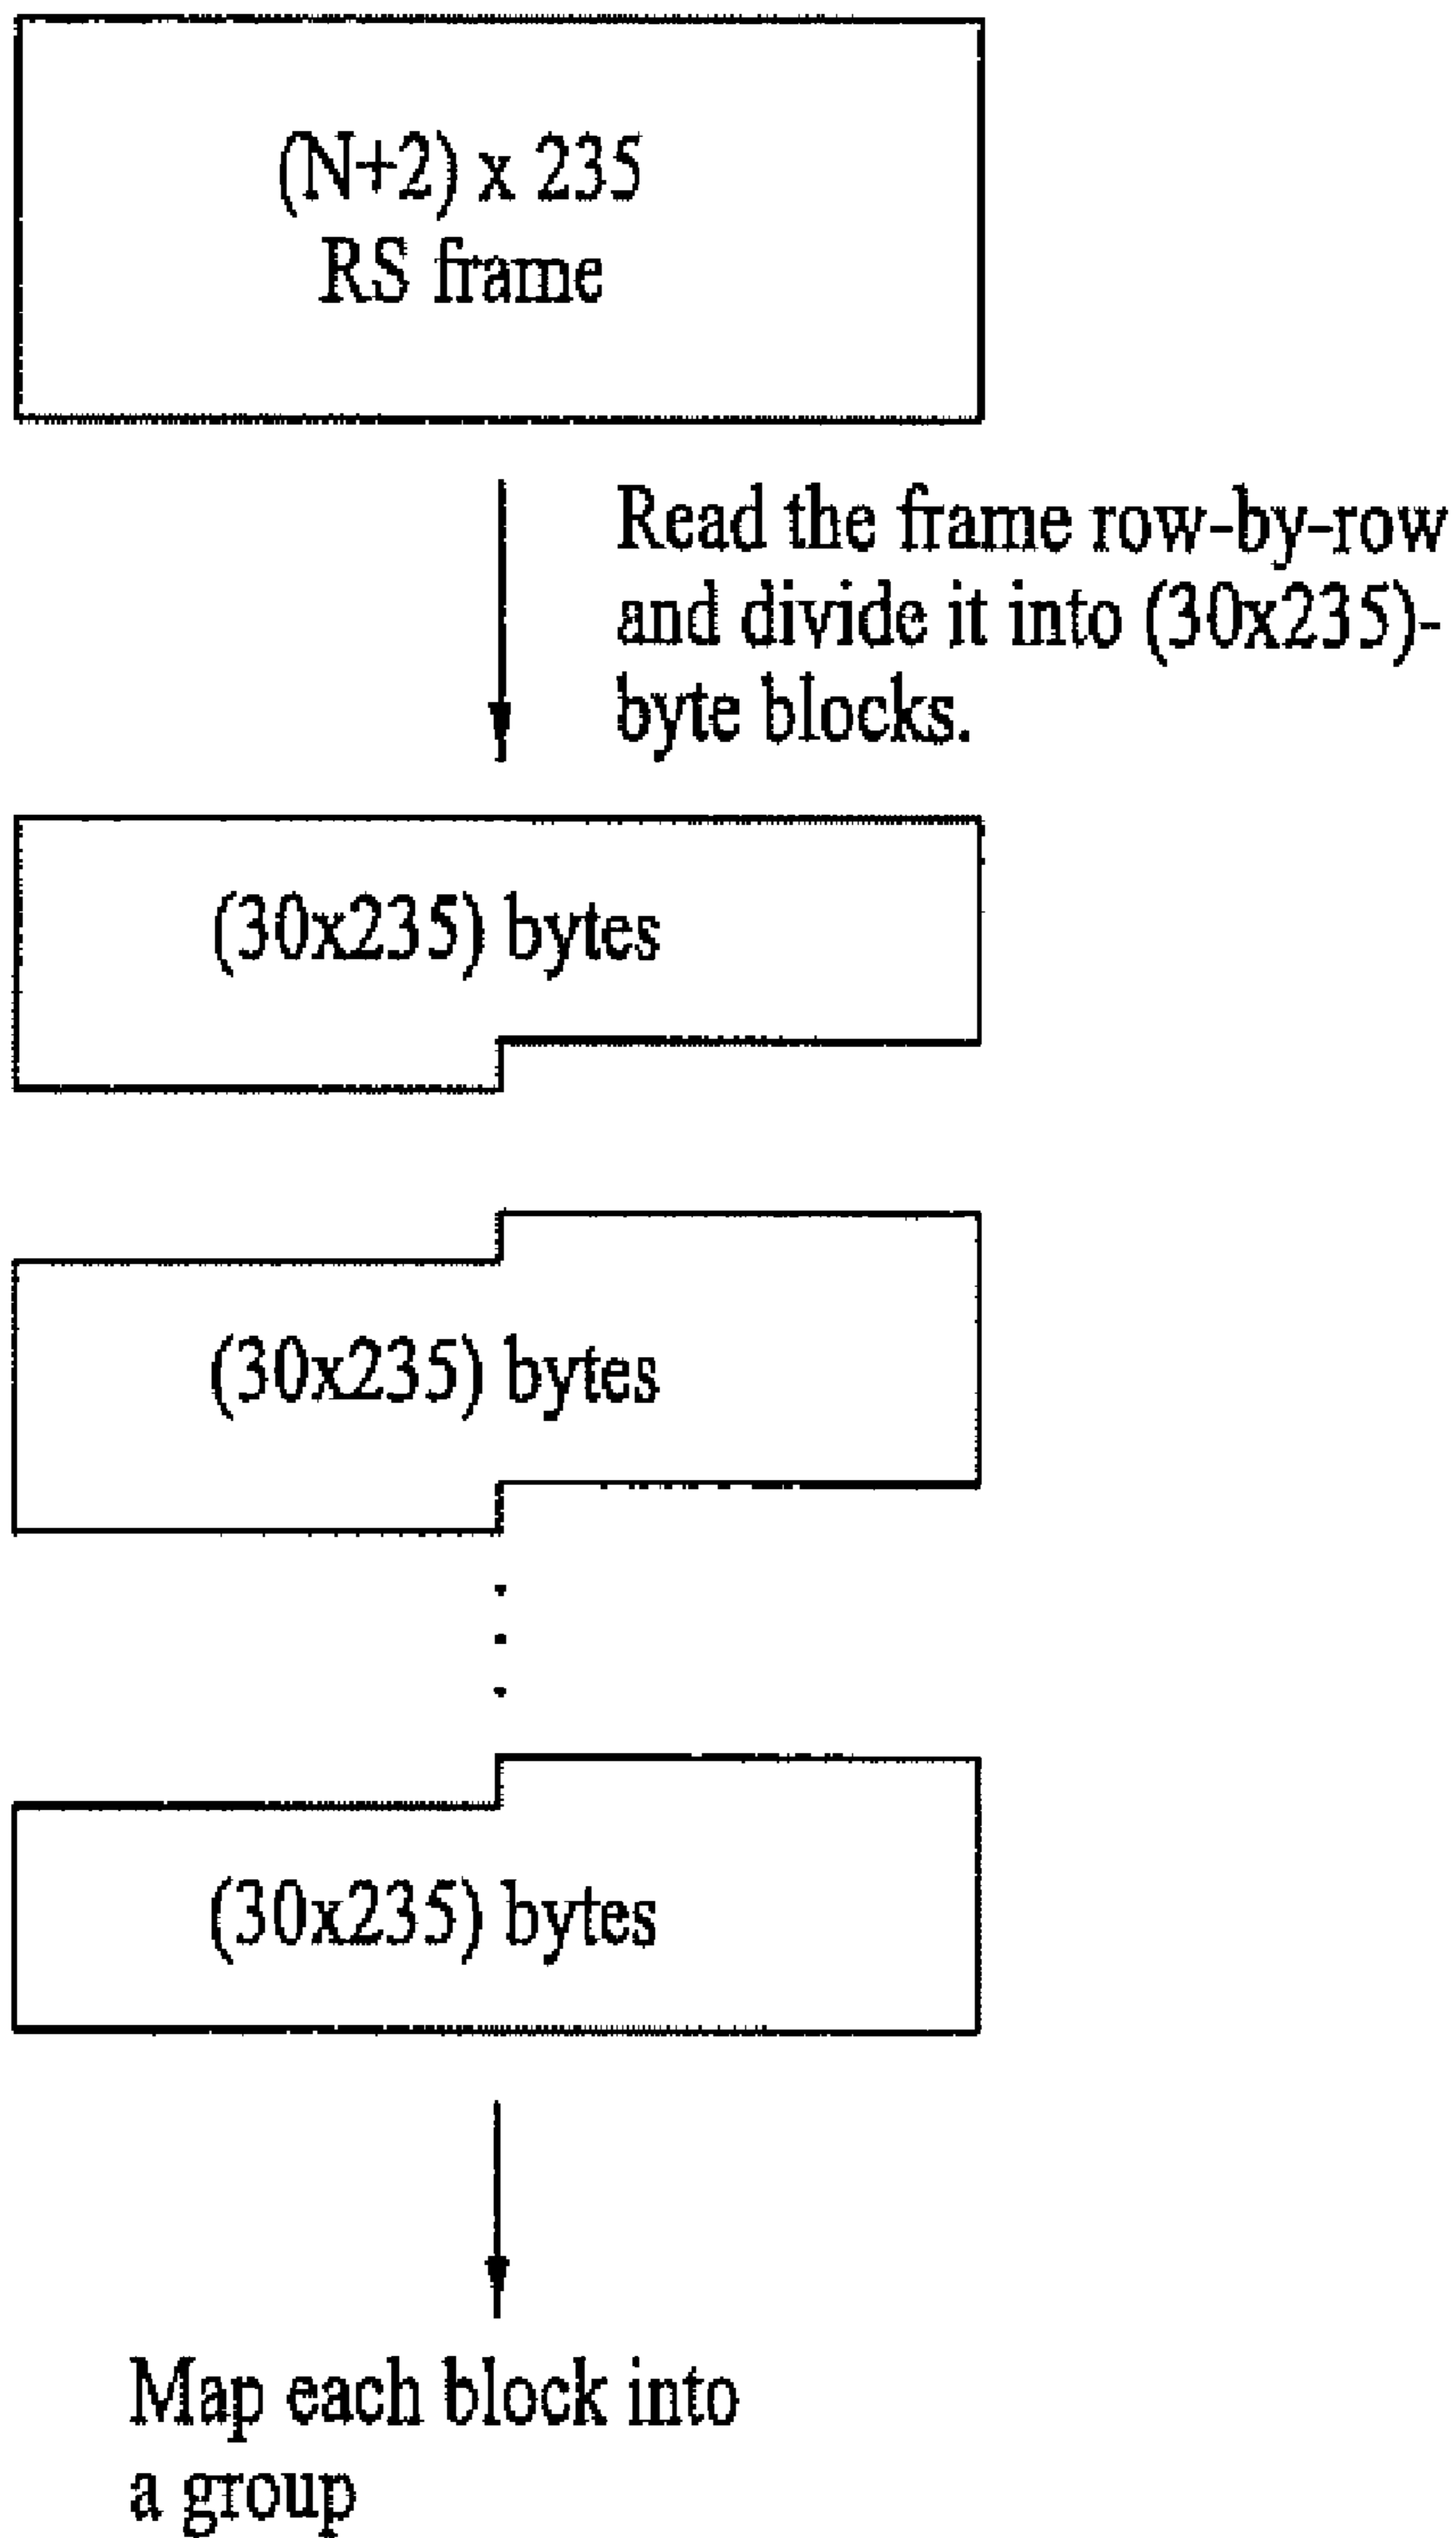 (N+2) x 235
RS frame
Read the frame row-by-row
and divide it into (30x235)-
byte blocks.
(30x235) bytes
(30x235) bytes
(30x235) bytes
Map each block into
a group